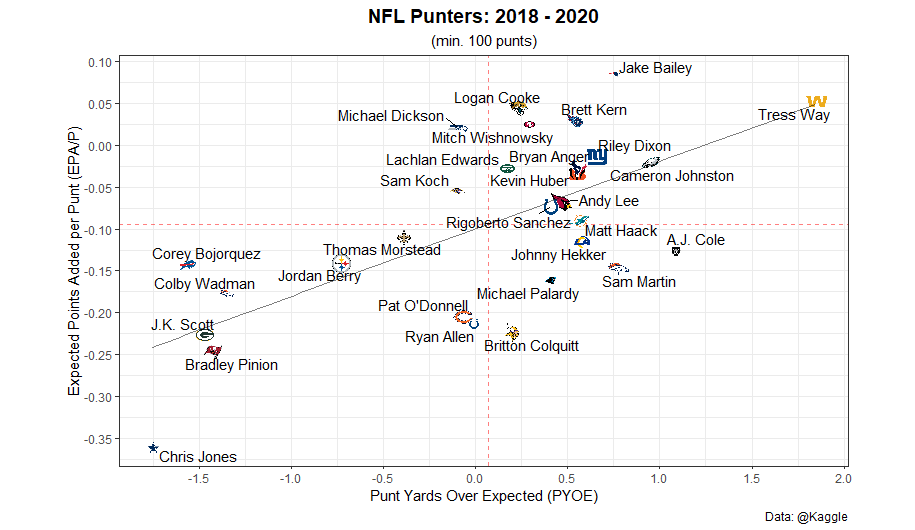 NFL Punters: 2018 - 2020
(min. 100 punts)
Expected Points Added per Punt (EPA/P)
0.10
0.05
0.00
-0.05
-0.10
-0.15
-0.20
-0.25
-0.30
-0.35
Jake Bailey
Logan Cooke
Tress Way
Brett Kern
Michael Dickson
Mitch Wishnowsky
Riley Dixon
Lachlan Edwards
Bryan Anger
Cameron Johnston
Sam Koch
Kevin Huber
Andy Lee
Rigoberto Sanchez
Matt Haack
A.J. Cole
Thomas Morstead
Corey Bojorquez
Johnny Hekker
Jordan Berry
Colby Wadman
Sam Martin
Michael Palardy
Pat O'Donnell
J.K. Scott
Ryan Allen
Britton Colquitt
Bradley Pinion
Chris Jones
-1.5
-1.0
-0.5
0.0
0.5
1.0
1.5
2.0
Punt Yards Over Expected (PYOE)
Data: @Kaggle